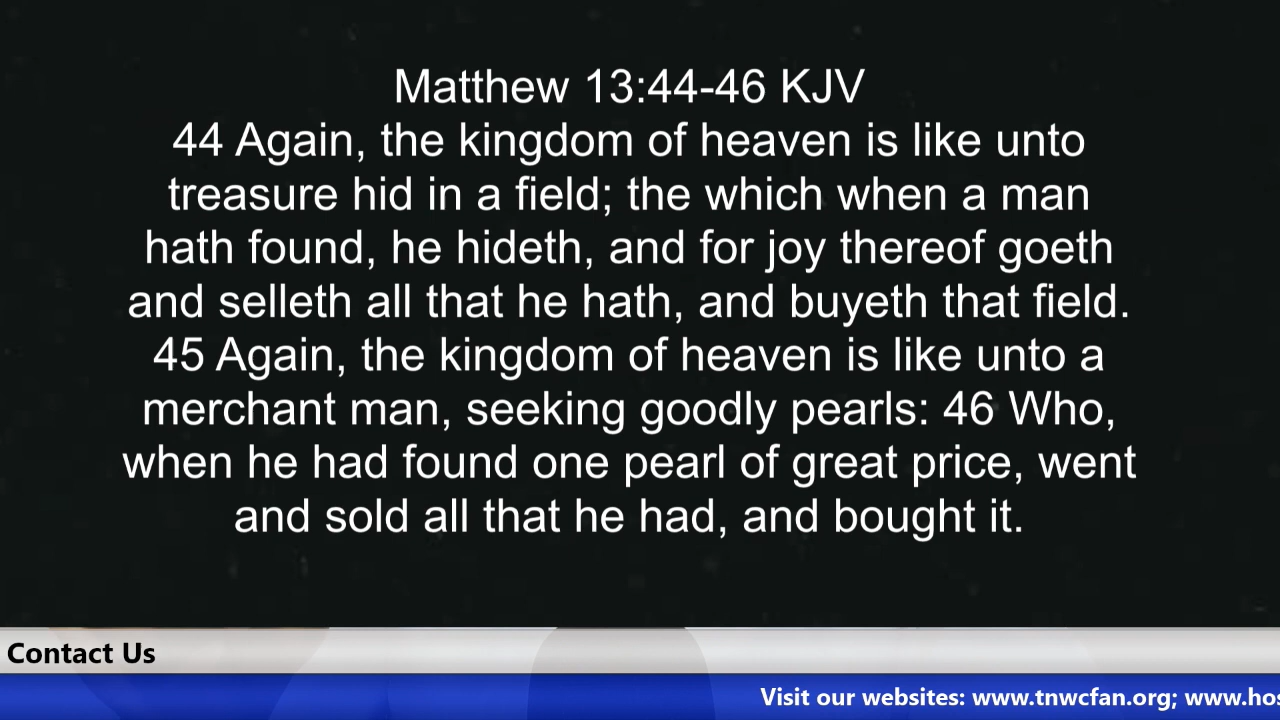 Matthew 13:44-46 KJV
44 Again, the kingdom of heaven is like unto
treasure hid in a field; the which when a man
hath found, he hideth, and for joy thereof goeth
and selleth all that he hath, and buyeth that field.
45 Again, the kingdom of heaven is like unto a
merchant man, seeking goodly pearls: 46 Who,
when he had found one pearl of great price, went
and sold all that he had, and bought it.
Contact Us
Visit our websites: www.tnwcfan.org;